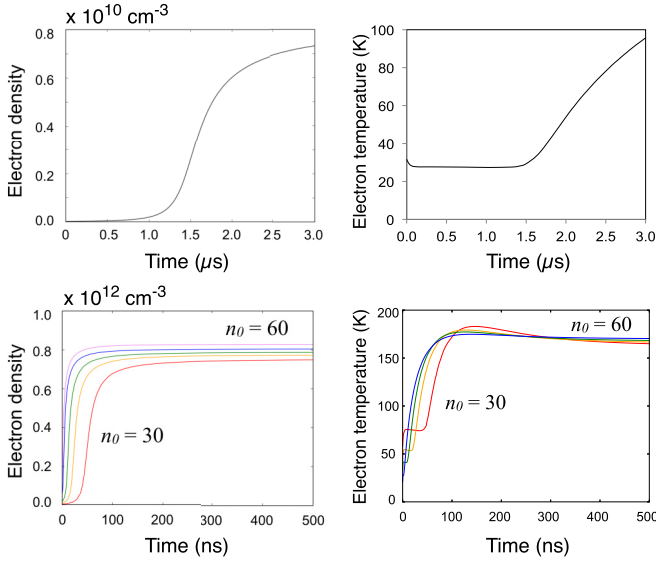 x 10^10 cm^-3
0.8
0.6
0.4
0.2
0.0
Electron density
0 0.5 1.0 1.5 2.0 2.5 3.0
Time (μs)
100
80
60
40
20
0
Electron temperature (K)
0.0 0.5 1.0 1.5 2.0 2.5 3.0
Time (μs)
x 10^12 cm^-3
1.0
0.8
0.6
0.4
0.2
0.0
Electron density
n_0 = 60
n_0 = 30
0 100 200 300 400 500
Time (ns)
200
150
100
50
0
Electron temperature (K)
n_0 = 60
n_0 = 30
0 100 200 300 400 500
Time (ns)